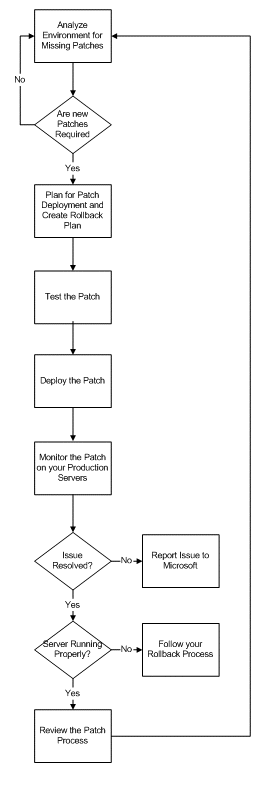 Analyze
Environment for
Missing Patches
No
Are new
Patches
Required
Yes
Plan for Patch
Deployment and
Create Rollback
Plan
Test the Patch
Deploy the Patch
Monitor the Patch
on your Production
Servers
Issue
Resolved?
No
Report Issue to
Microsoft
Yes
Server Running
Properly?
No
Follow your
Rollback Process
Yes
Review the Patch
Process